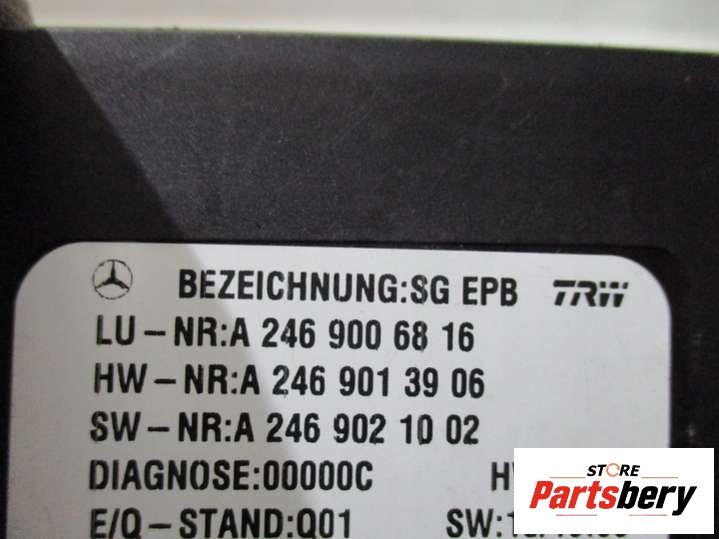 BEZEICHNUNG:SG EPB TRW
LU-NR:A 246 900 68 16
HW-NR:A 246 901 39 06
SW-NR:A 246 902 10 02
DIAGNOSE:00000C
E/Q-STAND:Q01
STORE
Partsbery